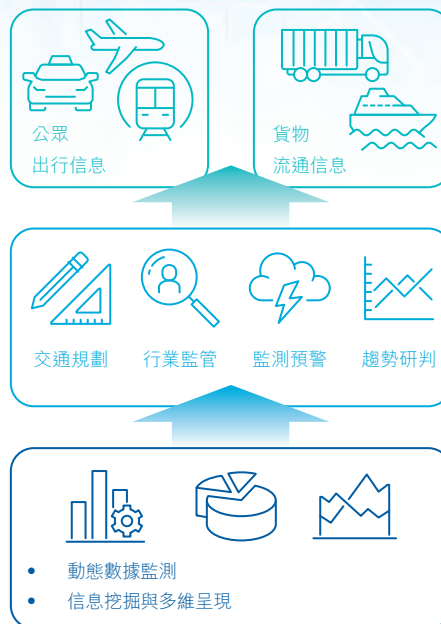 公眾
出行信息
貨物
流通信息
交通規劃 行業監管 監測預警 趨勢研判
• 動態數據監測
• 信息挖掘與多維呈現